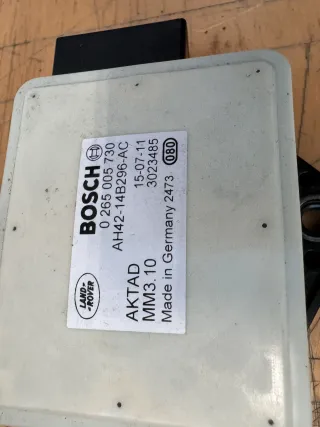 BOSCH
0 265 005 730
AH42-14B296-AC
15-07-11
3023485
080
LAND-
ROVER
AKTAD
MM3.10
Made in Germany 2473